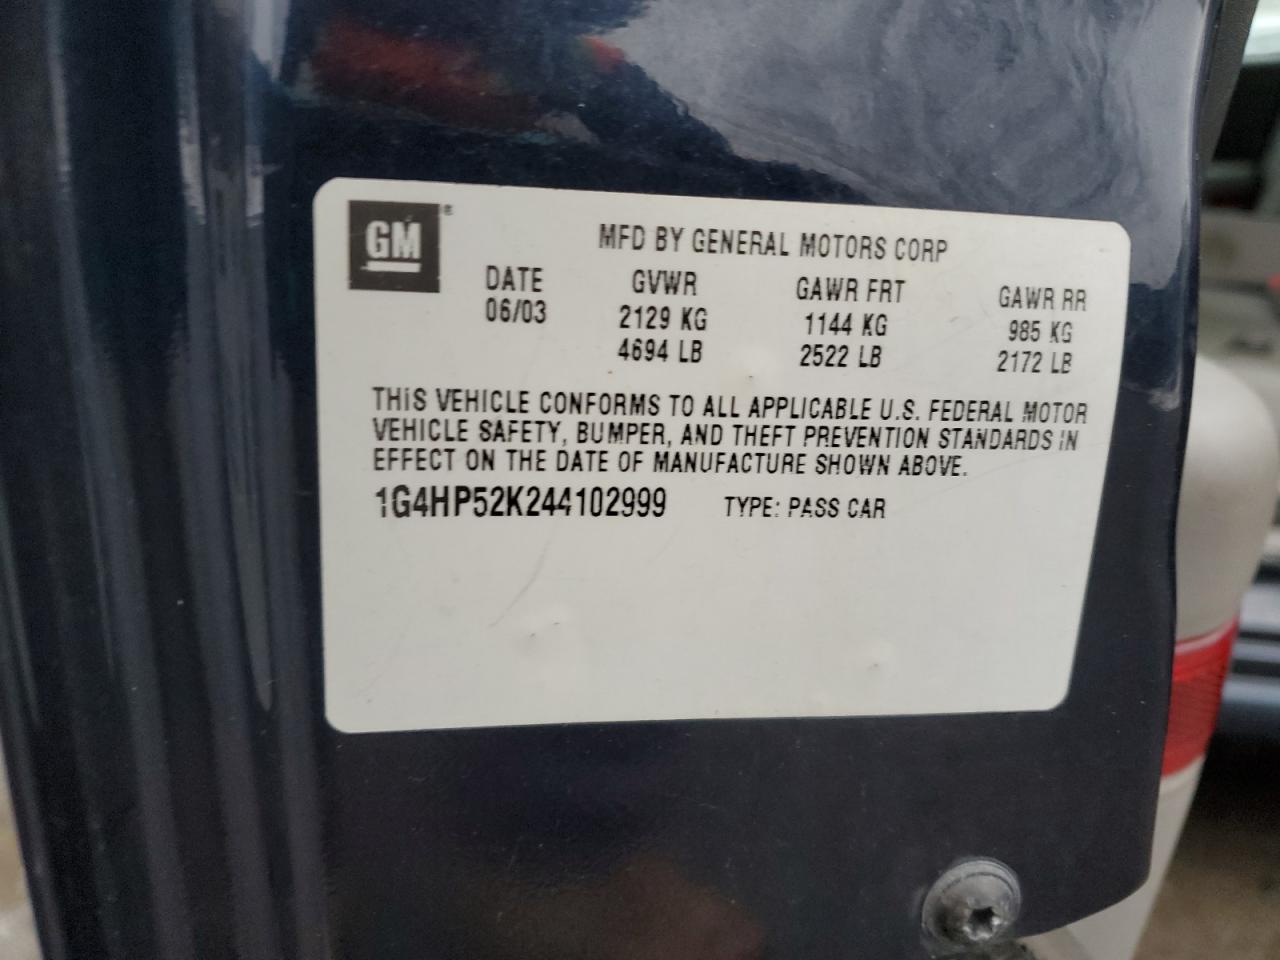 GM®
MFD BY GENERAL MOTORS CORP
DATE GVWR GAWR FRT GAWR RR
06/03 2129 KG 1144 KG 985 KG
4694 LB 2522 LB 2172 LB
THIS VEHICLE CONFORMS TO ALL APPLICABLE U.S. FEDERAL MOTOR
VEHICLE SAFETY, BUMPER, AND THEFT PREVENTION STANDARDS IN
EFFECT ON THE DATE OF MANUFACTURE SHOWN ABOVE.
1G4HP52K244102999 TYPE: PASS CAR